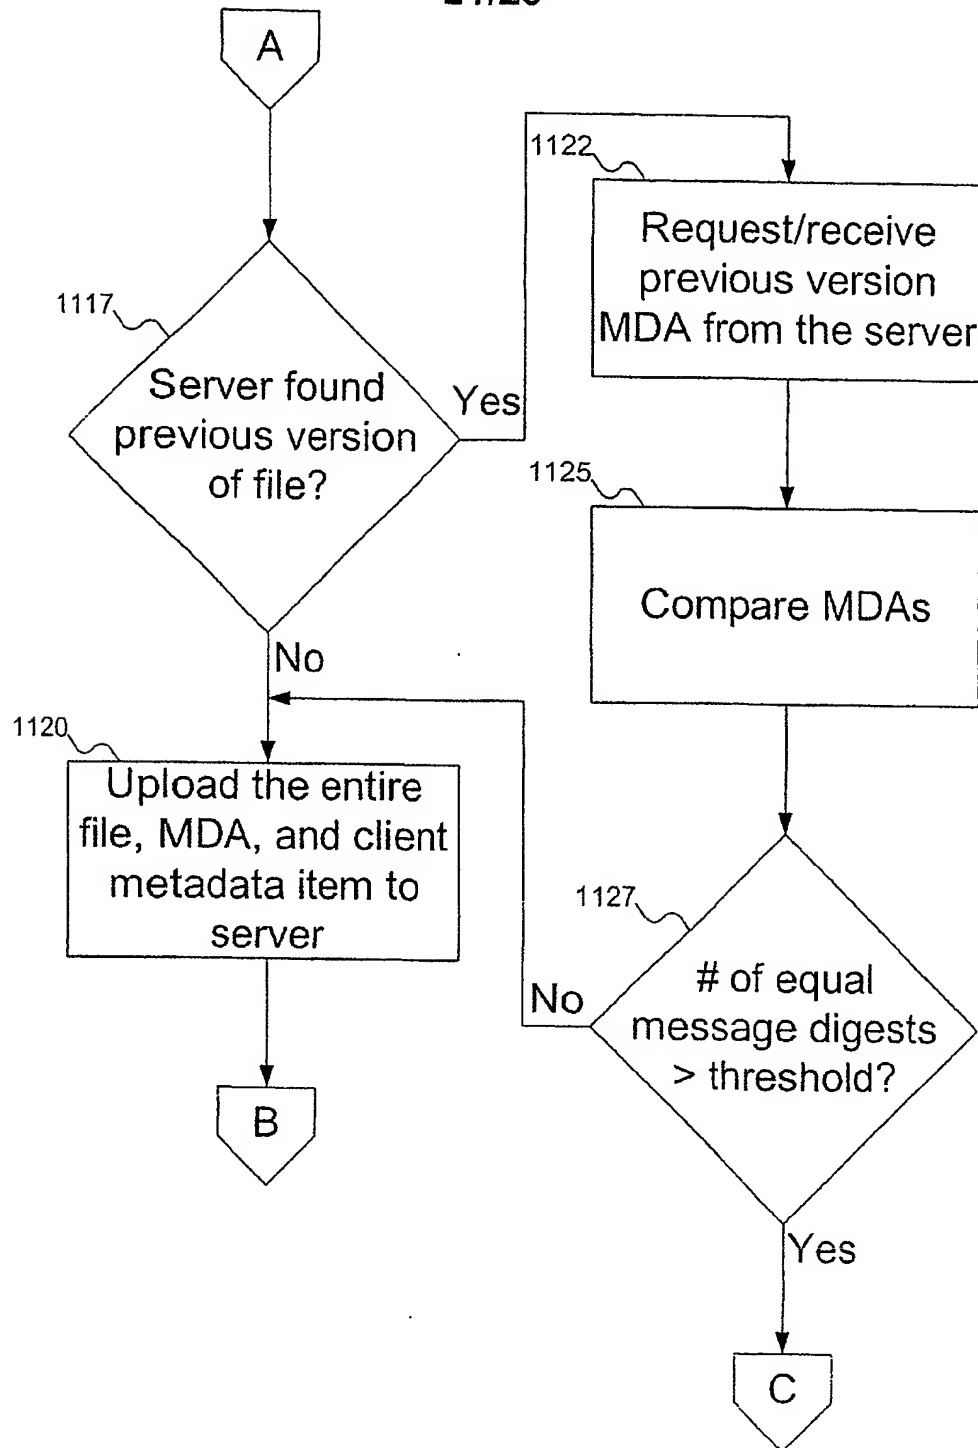 A
1117
Server found
previous version
of file?
Yes
No
1120
Upload the entire
file, MDA, and client
metadata item to
server
B
1122
Request/receive
previous version
MDA from the server
1125
Compare MDAs
1127
# of equal
message digests
> threshold?
No
Yes
C